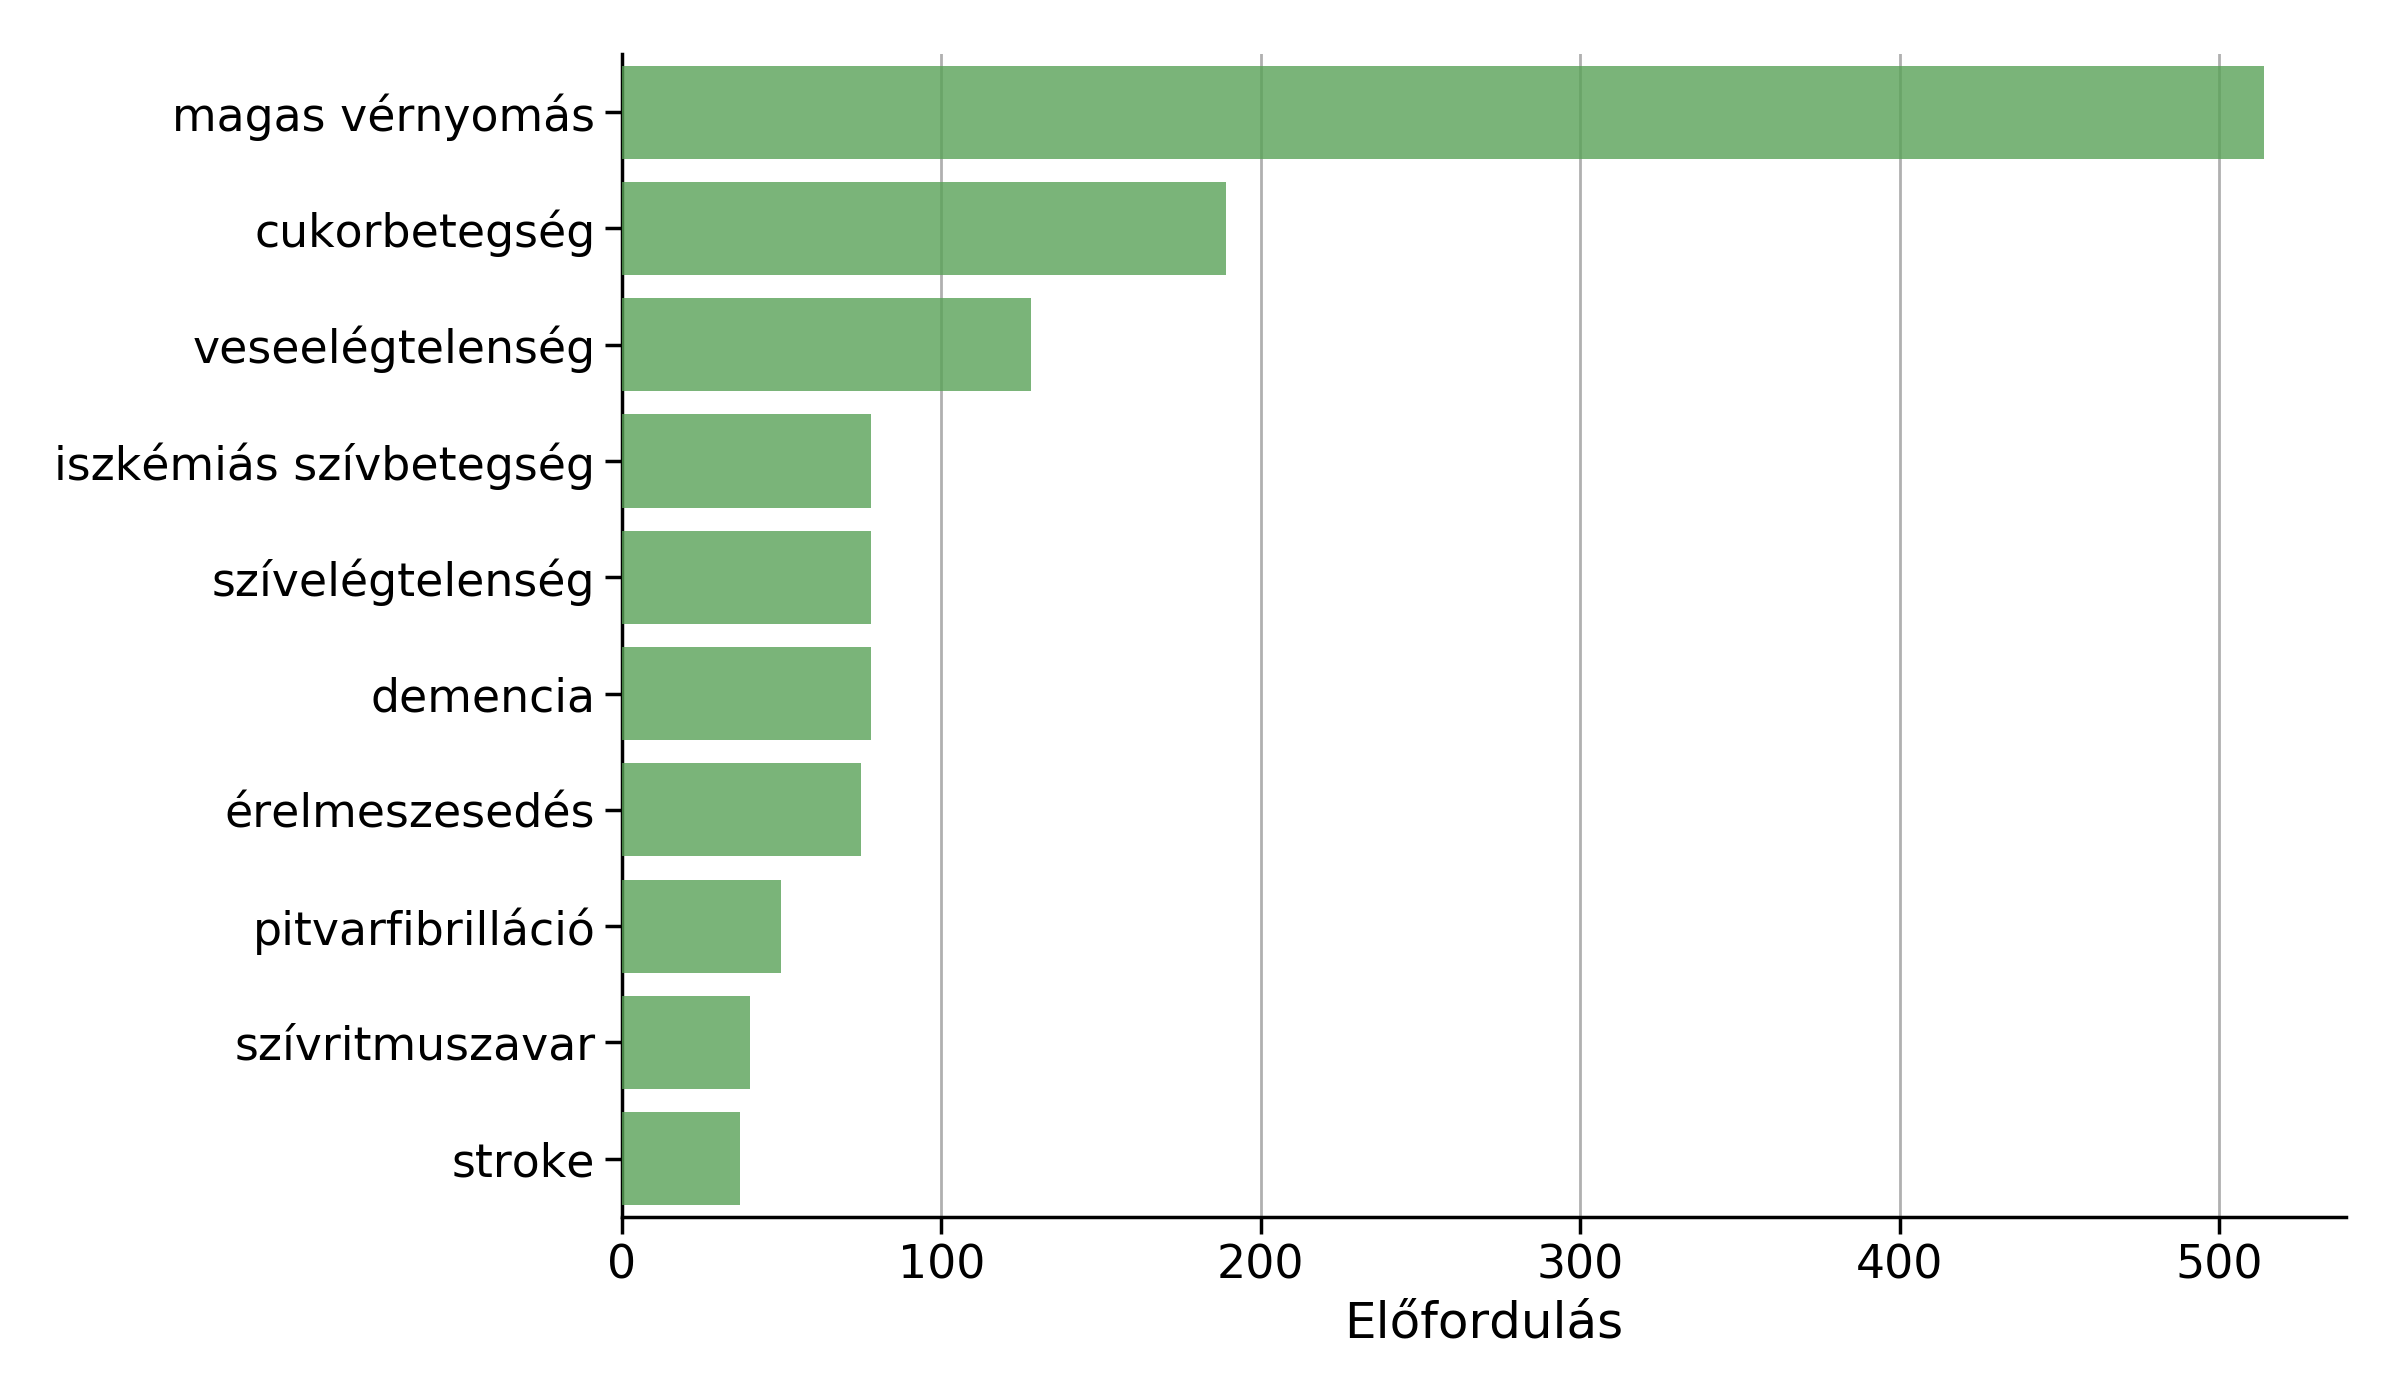 magas vérnyomás
cukorbetegség
veseelégtelenség
iszkémiás szívbetegség
szívelégtelenség
demencia
érelmeszesedés
pitvarfibrilláció
szívritmuszavar
stroke
0 100 200 300 400 500
Előfordulás